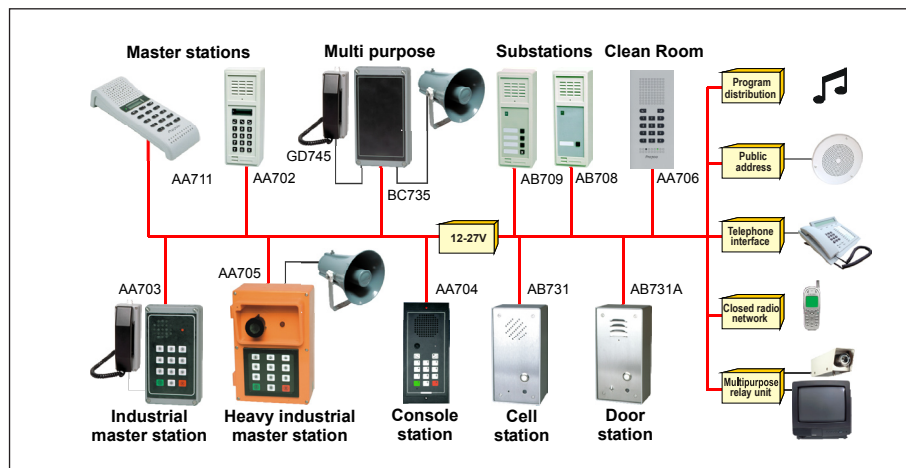 Master stations
Multi purpose
Substations
Clean Room
Program
distribution
GD745
AA711
AA702
BC735
AB709
AB708
AA706
Public
address
12-27V
Telephone
interface
AA703
AA705
AA704
AB731
AB731A
Closed radio
network
Multipurpose
relay unit
Industrial
master station
Heavy industrial
master station
Console
station
Cell
station
Door
station